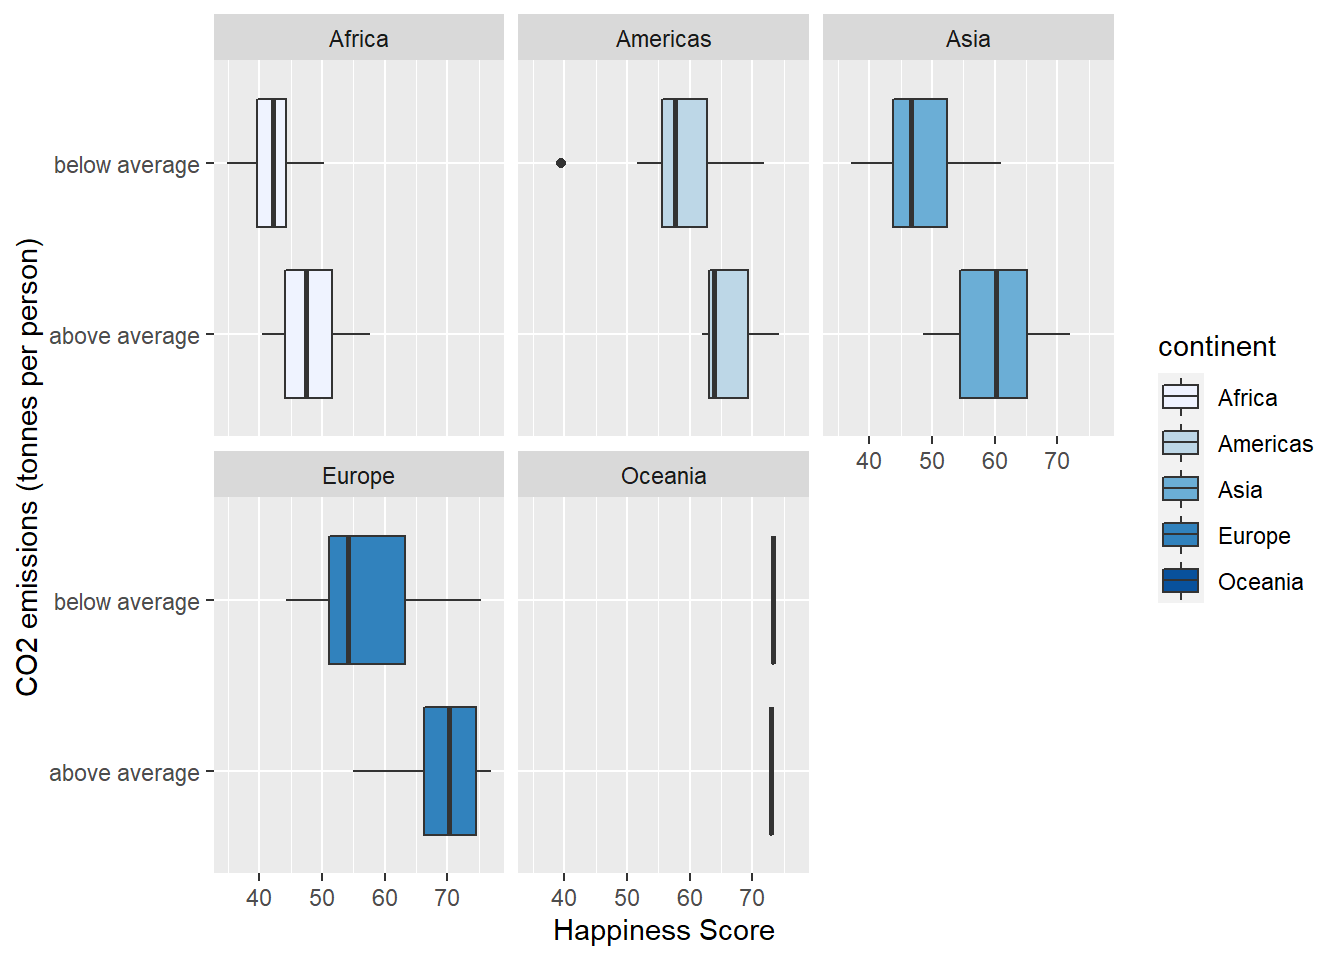 Africa
Americas
Asia
below average
above average
40 50 60 70
Europe
Oceania
below average
above average
40 50 60 70
40 50 60 70
Happiness Score
CO2 emissions (tonnes per person)
continent
Africa
Americas
Asia
Europe
Oceania